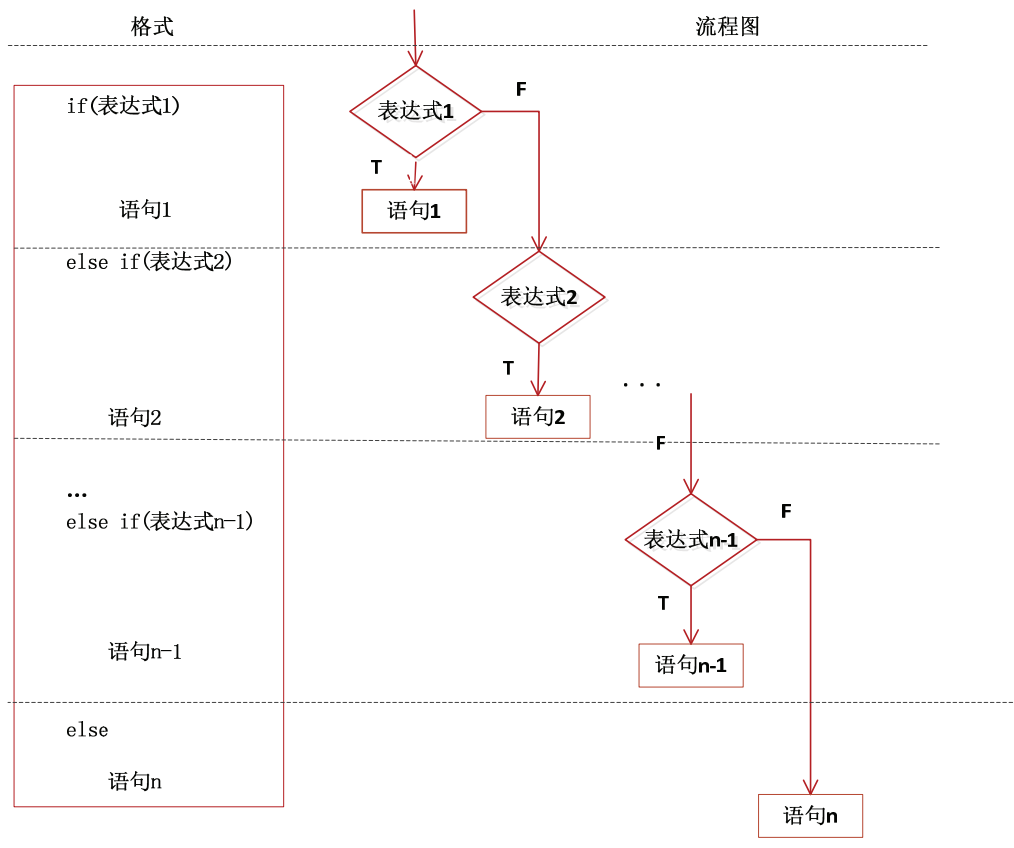 格式
流程图
if(表达式1)
语句1
else if(表达式2)
语句2
...
else if(表达式n-1)
语句n-1
else
语句n
表达式1
F
T
语句1
表达式2
T
语句2
...
F
表达式n-1
F
T
语句n-1
语句n